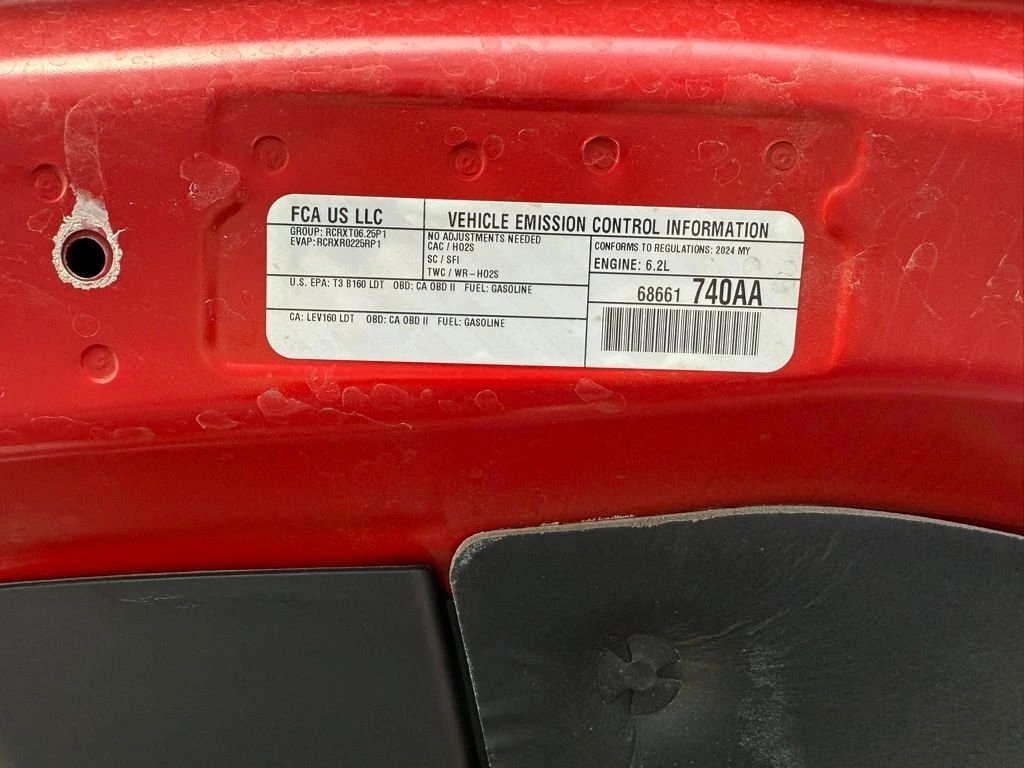 FCA US LLC
GROUP: RCRXT06.25P1
EVAP: RCRXR0225RP1
VEHICLE EMISSION CONTROL INFORMATION
NO ADJUSTMENTS NEEDED
CAC / HO2S
SC / SFI
TWC / WR-HO2S
CONFORMS TO REGULATIONS: 2024 MY
ENGINE: 6.2L
U.S. EPA: T3 B160 LDT OBD: CA OBD II FUEL: GASOLINE
68661 740AA
CA: LEV160 LDT OBD: CA OBD II FUEL: GASOLINE